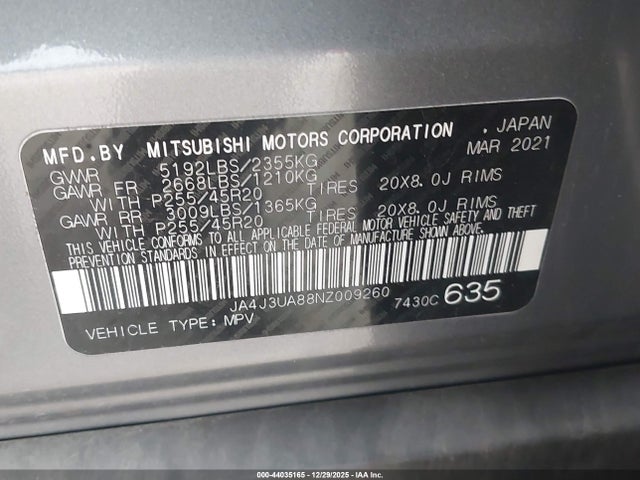 MFD.BY MITSUBISHI MOTORS CORPORATION . JAPAN
MAR 2021
GWVR 5192LBS/2355KG
GAWR FR 2668LBS/1210KG TIRES 20X8.0J RIMS
WITH P255/45R20
GAWR RR 3009LBS/1365KG TIRES 20X8.0J RIMS
WITH P255/45R20
THIS VEHICLE CONFORMS TO ALL APPLICABLE FEDERAL MOTOR VEHICLE SAFETY AND THEFT
PREVENTION STANDARDS IN EFFECT ON THE DATE OF MANUFACTURE SHOWN ABOVE.
JA4J3UA88NZ009260 7430C 635
VEHICLE TYPE: MPV
000-44035165 - 12/29/2025 - IAA Inc.